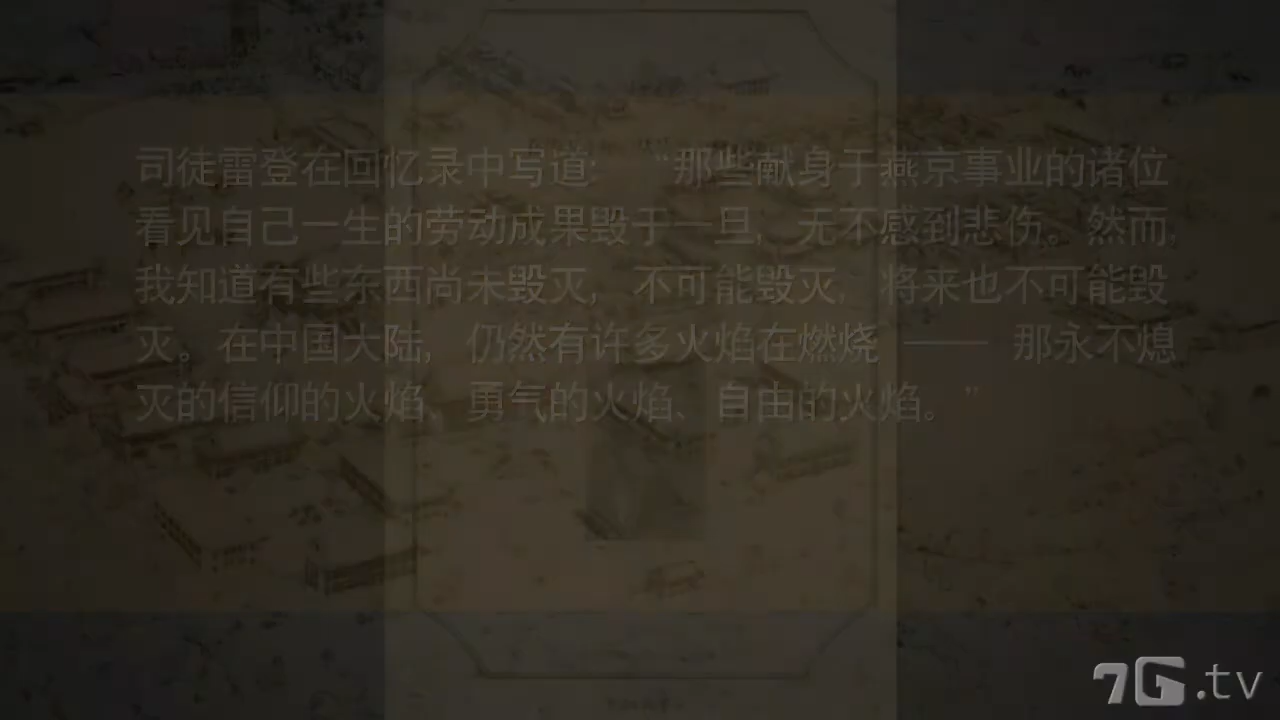 司徒雷登在回忆录中写道: “那些献身于燕京事业的诸位
看见自己一生的劳动成果毁于一旦, 无不感到悲伤。然而,
我知道有些东西尚未毁灭, 不可能毁灭, 将来也不可能毁
灭。在中国大陆, 仍然有许多火焰在燃烧 —— 那永不熄
灭的信仰的火焰、勇气的火焰、自由的火焰。”
7G.tv